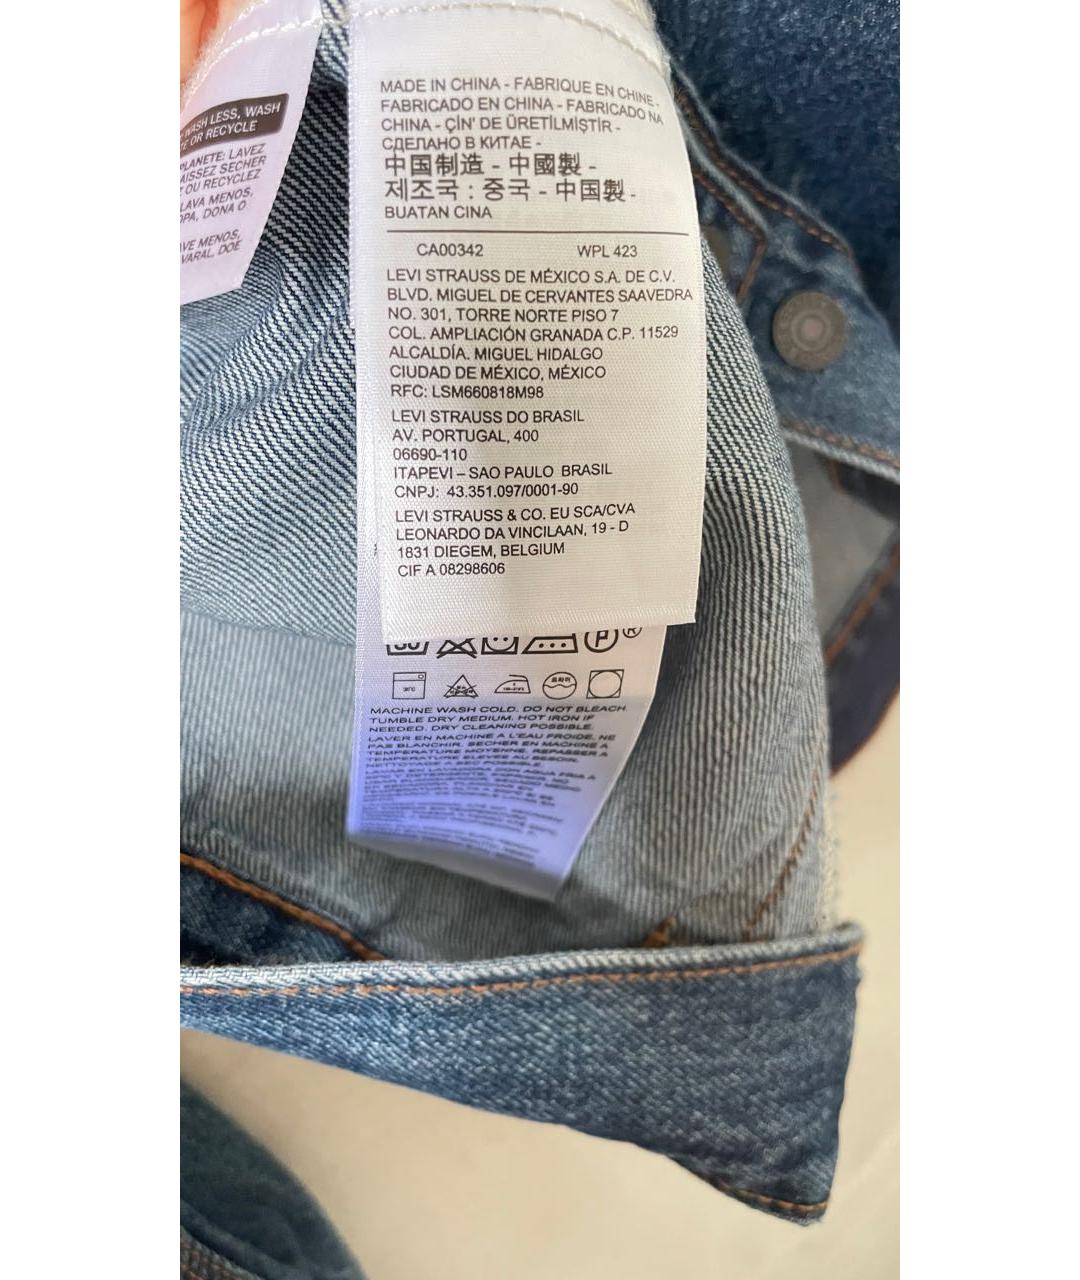 WASH LESS, WASH
OR RECYCLE
PLANETE: LAVEZ
LAISSEZ SECHER
OU RECYCLEZ
LAVA MENOS,
DONA O
MENOS,
VARAL, DOE
MADE IN CHINA - FABRIQUE EN CHINE -
FABRICADO EN CHINA - FABRICADO NA
CHINA - ÇİN' DE ÜRETİLMİŞTİR -
СДЕЛАНО В КИТАЕ -
中国制造 - 中國製 -
제조국 : 중국 - 中国製 -
BUATAN CINA
CA00342 WPL 423
LEVI STRAUSS DE MÉXICO S.A. DE C.V.
BLVD. MIGUEL DE CERVANTES SAAVEDRA
NO. 301, TORRE NORTE PISO 7
COL. AMPLIACIÓN GRANADA C.P. 11529
ALCALDÍA. MIGUEL HIDALGO
CIUDAD DE MÉXICO, MÉXICO
RFC: LSM660818M98
LEVI STRAUSS DO BRASIL
AV. PORTUGAL, 400
06690-110
ITAPEVI – SAO PAULO BRASIL
CNPJ: 43.351.097/0001-90
LEVI STRAUSS & CO. EU SCA/CVA
LEONARDO DA VINCILAAN, 19 - D
1831 DIEGEM, BELGIUM
CIF A 08298606
P ®
MACHINE WASH COLD. DO NOT BLEACH.
TUMBLE DRY MEDIUM. HOT IRON IF
NEEDED. DRY CLEANING POSSIBLE.
LAVER EN MACHINE A L'EAU FROIDE. NE
PAS BLANCHIR. SECHER EN MACHINE A
TEMPERATURE MOYENNE. REPASSER A
TEMPERATURE ELEVEE AU BESOIN.
NETTOYAGE A SEC POSSIBLE.